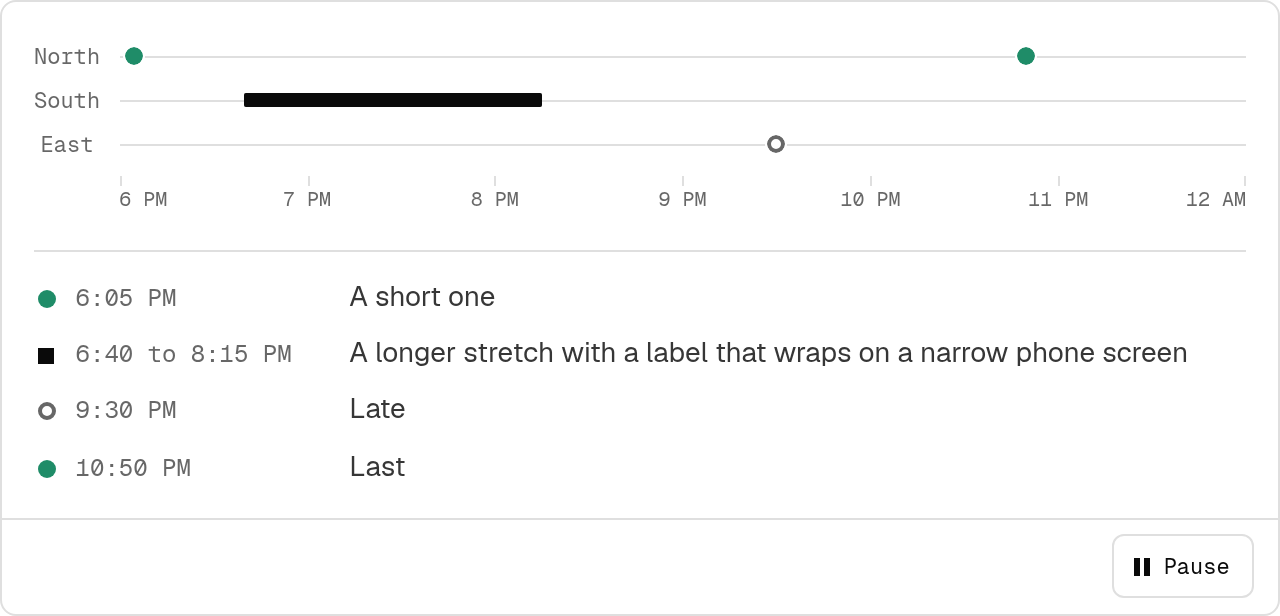 North
South
East
6 PM 7 PM 8 PM 9 PM 10 PM 11 PM 12 AM
6:05 PM A short one
6:40 to 8:15 PM A longer stretch with a label that wraps on a narrow phone screen
9:30 PM Late
10:50 PM Last
Pause